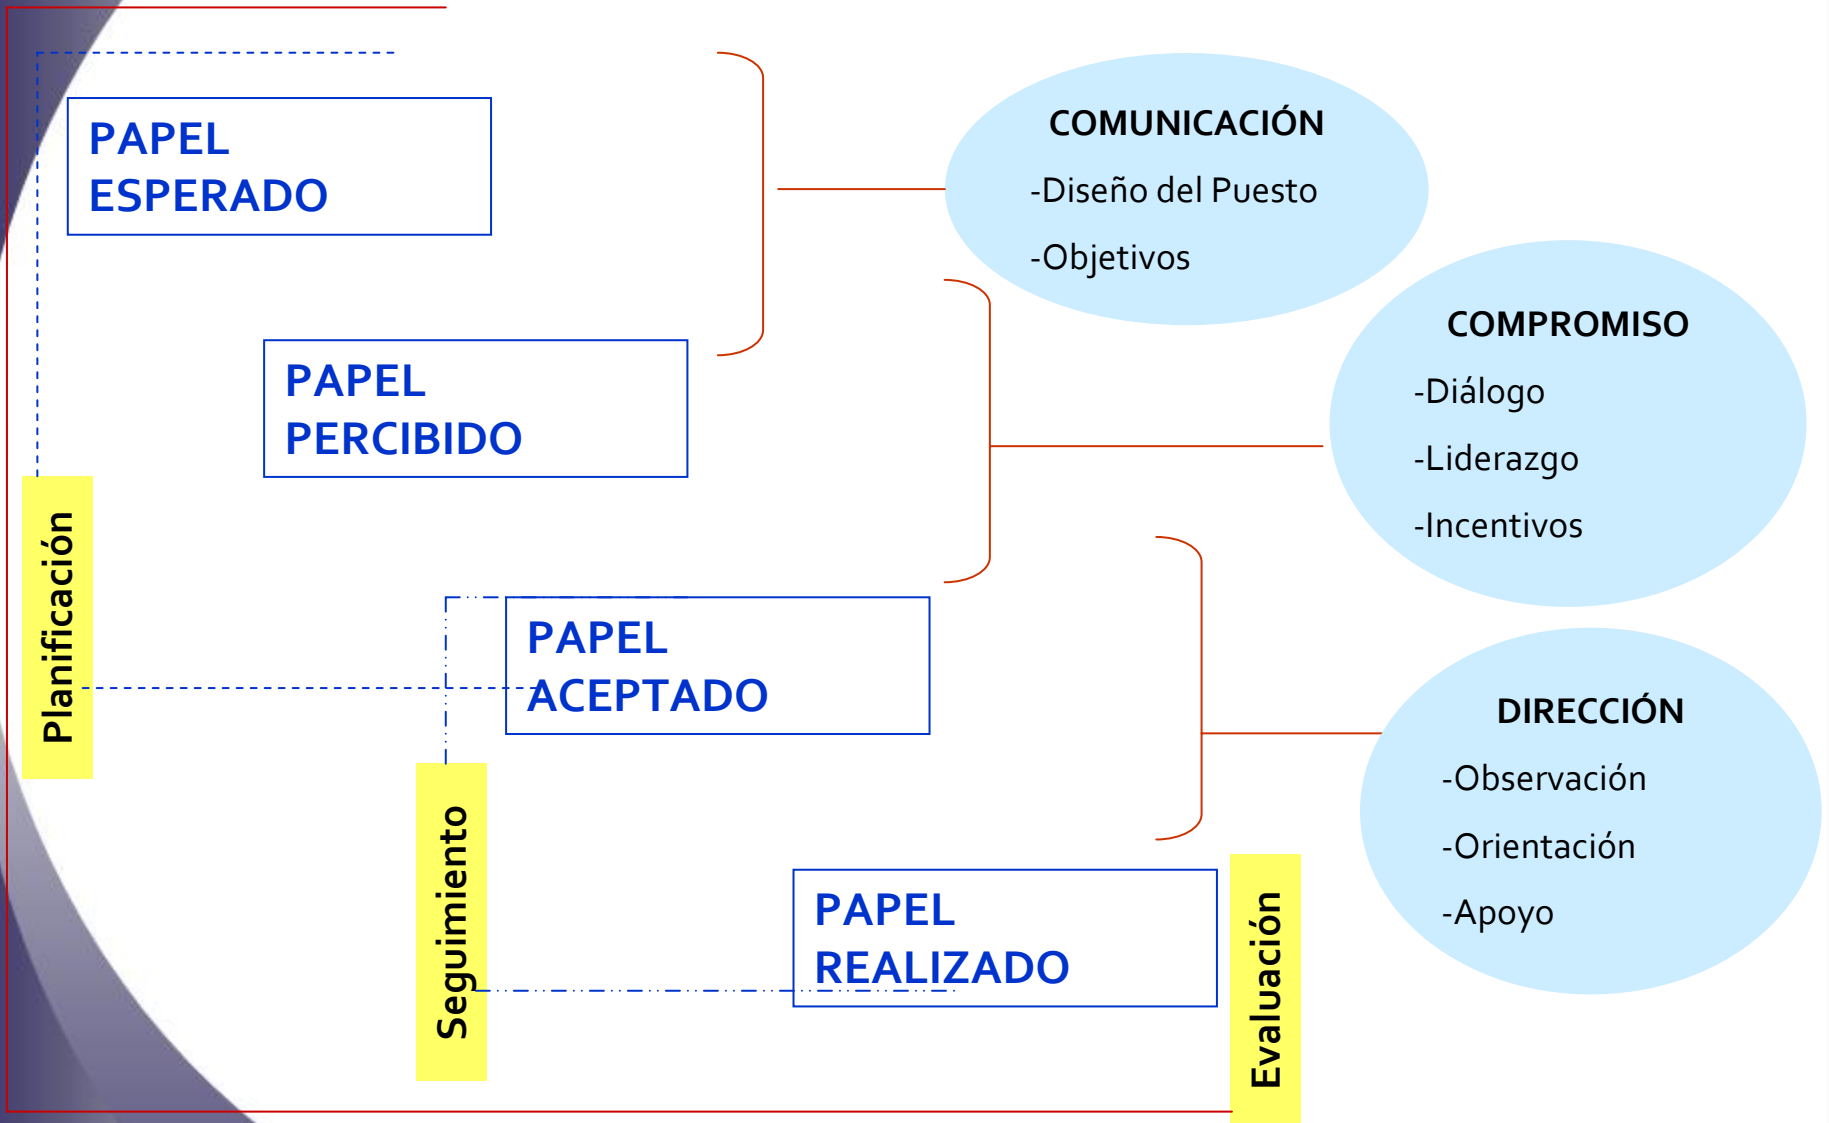 PAPEL
ESPERADO
COMUNICACIÓN
-Diseño del Puesto
-Objetivos
PAPEL
PERCIBIDO
COMPROMISO
-Diálogo
-Liderazgo
-Incentivos
Planificación
PAPEL
ACEPTADO
DIRECCIÓN
-Observación
-Orientación
-Apoyo
Seguimiento
PAPEL
REALIZADO
Evaluación